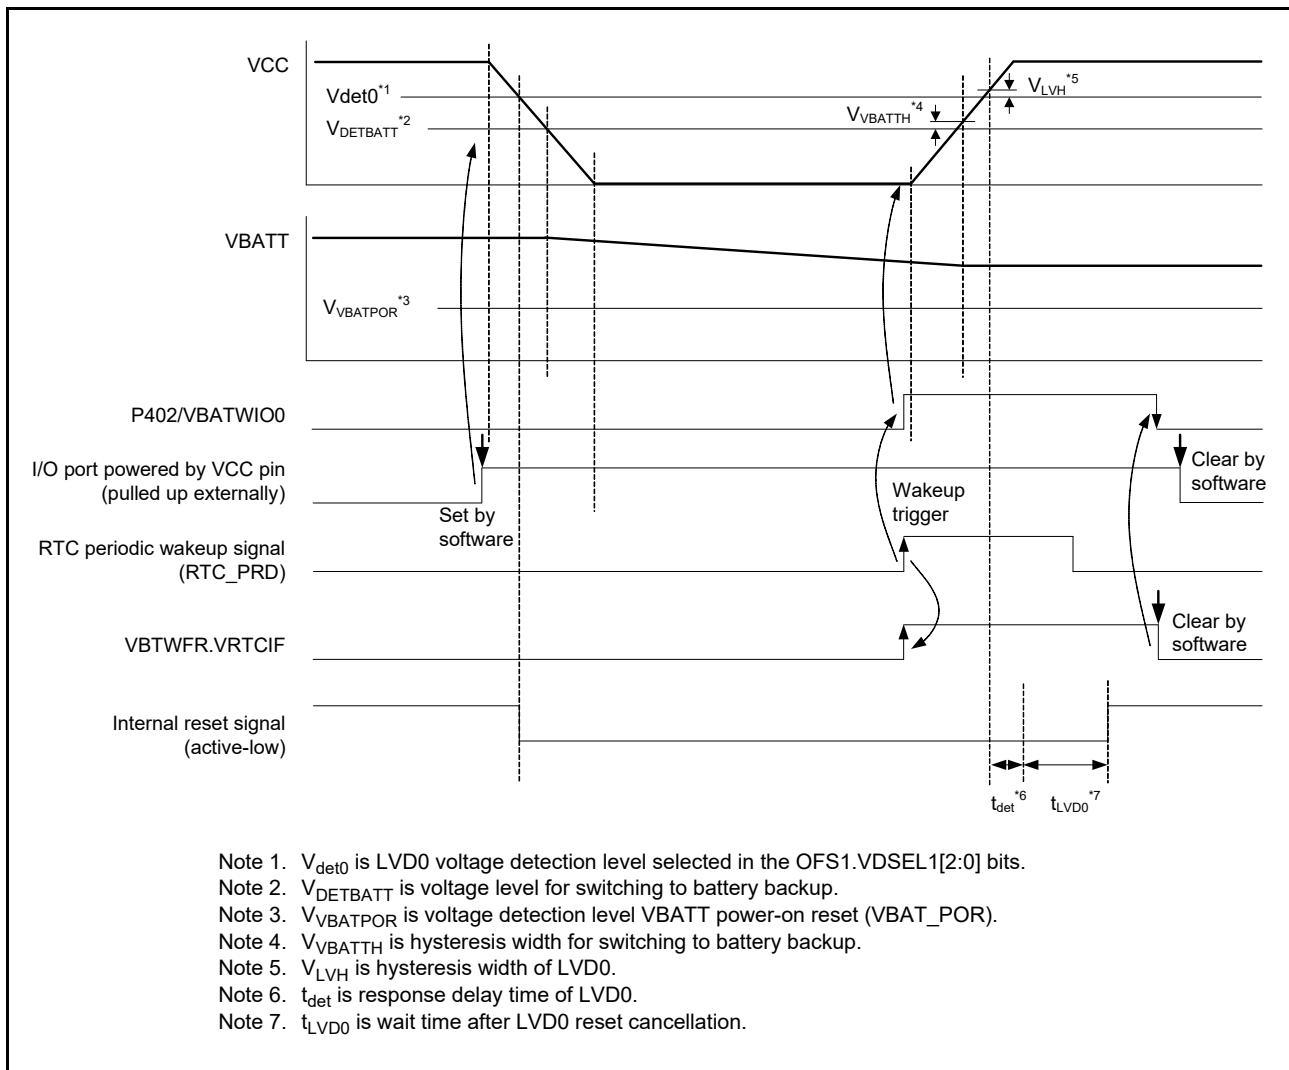 VCC
Vdet0*1
VDETBATT*2
VVBATTH*4
VLVH*5
VBATT
VVBATPOR*3
P402/VBATWIO0
I/O port powered by VCC pin
(pulled up externally)
Set by
software
Wakeup
trigger
Clear by
software
RTC periodic wakeup signal
(RTC_PRD)
VBTWFR.VRTCIF
Clear by
software
Internal reset signal
(active-low)
tdet*6
tLVD0*7
Note 1. Vdet0 is LVD0 voltage detection level selected in the OFS1.VDSEL1[2:0] bits.
Note 2. VDETBATT is voltage level for switching to battery backup.
Note 3. VVBATPOR is voltage detection level VBATT power-on reset (VBAT_POR).
Note 4. VVBATTH is hysteresis width for switching to battery backup.
Note 5. VLVH is hysteresis width of LVD0.
Note 6. tdet is response delay time of LVD0.
Note 7. tLVD0 is wait time after LVD0 reset cancellation.